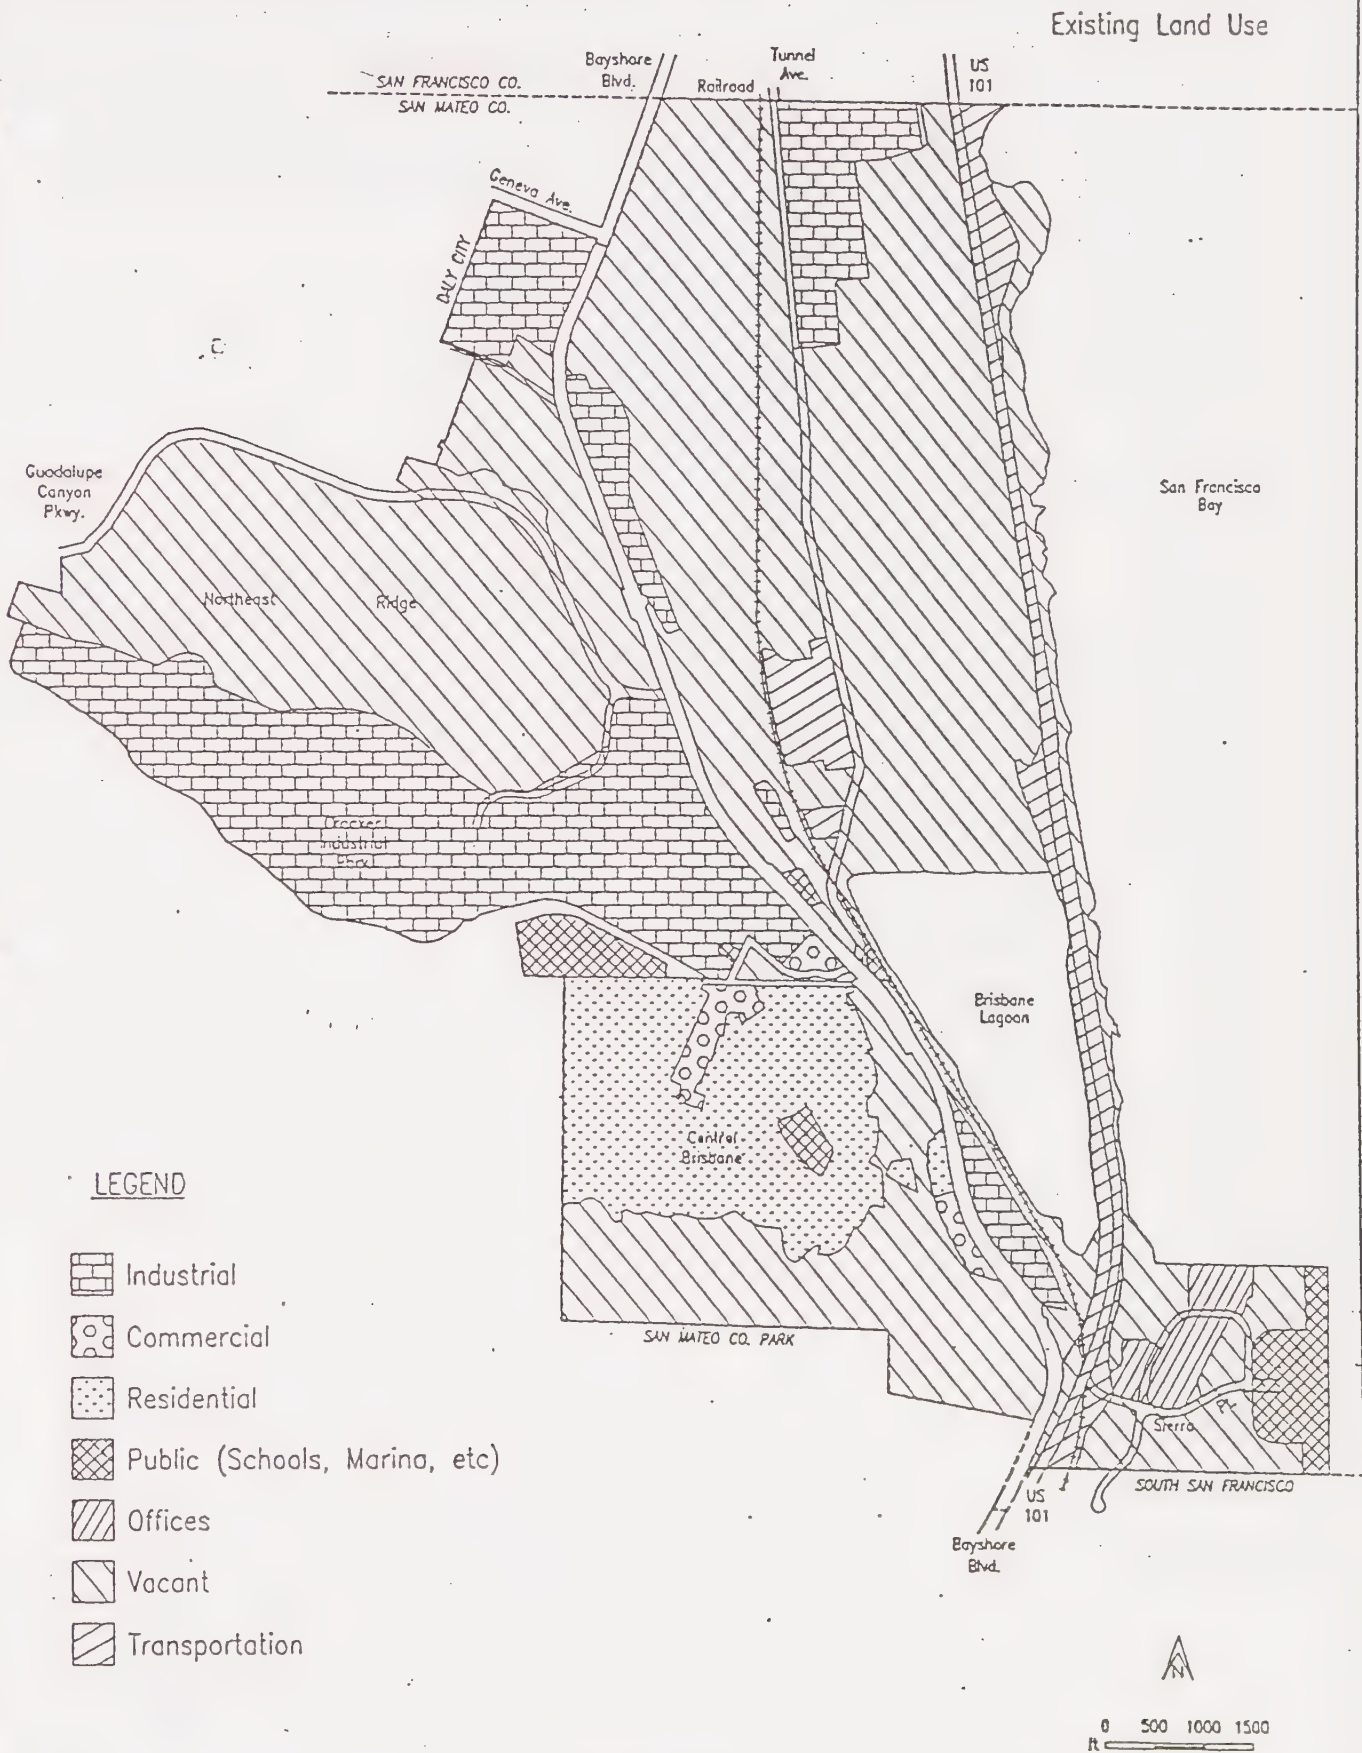 Existing Land Use
Bayshore
Blvd.
Tunnel
Ave.
Railroad
US
101
SAN FRANCISCO CO.
SAN MATEO CO.
Geneva Ave.
DALY CITY
Guadalupe
Canyon
Pkwy.
San Francisco
Bay
Northeast Ridge
Crocker
Industrial
Park
Brisbane
Lagoon
Central
Brisbane
LEGEND
Industrial
Commercial
Residential
Public (Schools, Marina, etc)
Offices
Vacant
Transportation
SAN MATEO CO. PARK
Sierra Pt.
SOUTH SAN FRANCISCO
US
101
Bayshore
Blvd.
N
0 500 1000 1500
ft